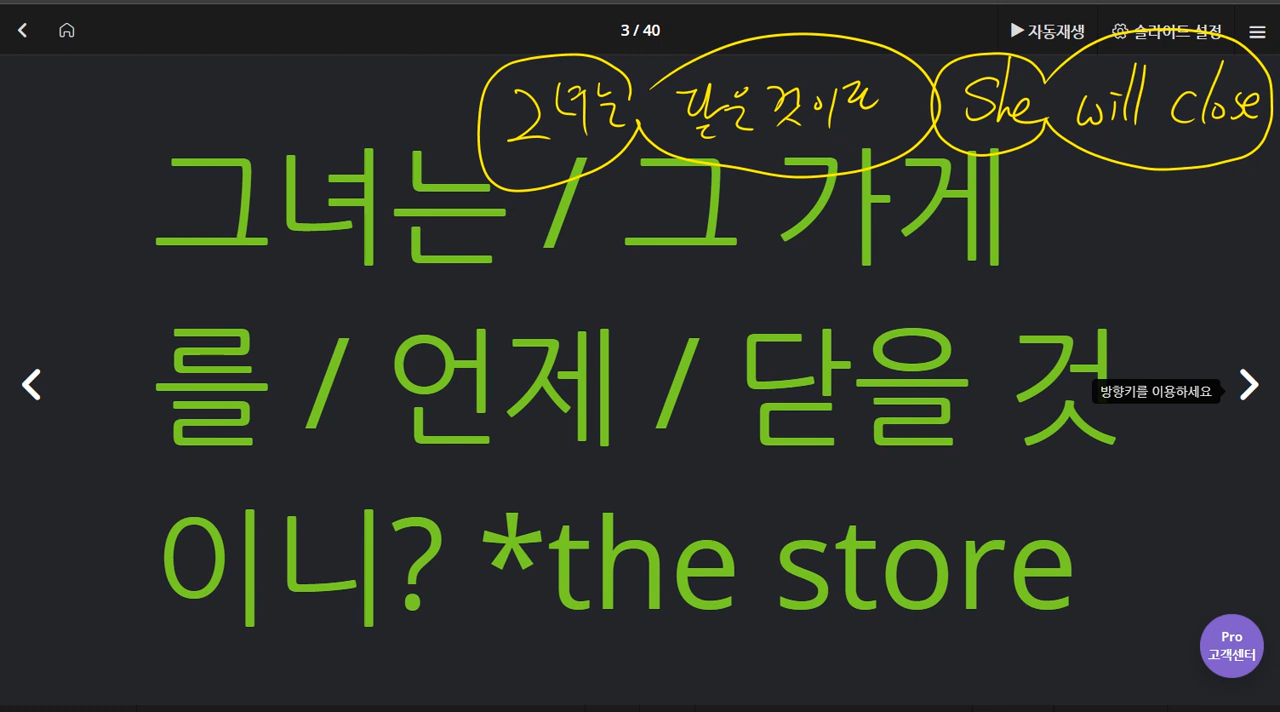 3 / 40
▶자동재생
슬라이드 설정
그녀는 닫을 것이다 She will close
그녀는 / 그 가게
를 / 언제 / 닫을 것
이니? *the store
방향키를 이용하세요
Pro
고객센터